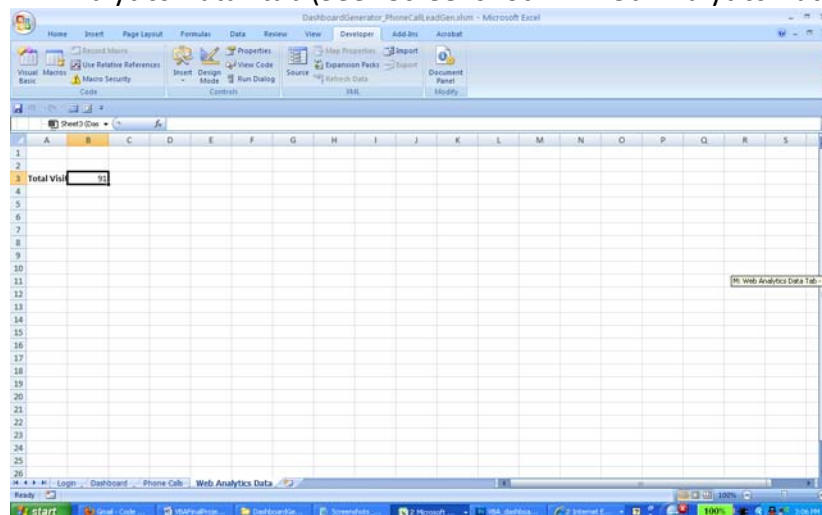 DashboardGenerator_PhoneCallLeadGen.xlsm - Microsoft Excel
Home Insert Page Layout Formulas Data Review View Developer Add-Ins Acrobat
Visual Basic
Macros
Record Macro
Use Relative References
Macro Security
Code
Insert
Design Mode
Properties
View Code
Run Dialog
Controls
Source
Map Properties
Expansion Packs
Refresh Data
Import
Export
XML
Document Panel
Modify
A B C D E F G H I J K L M N O P Q R S
1
2
3 Total Visi 91
4
5
6
7
8
9
10
11
12
13
14
15
16
17
18
19
20
21
22
23
24
25
26
Login Dashboard Phone Calls Web Analytics Data
Ready 100%
start 100% 3:06 PM